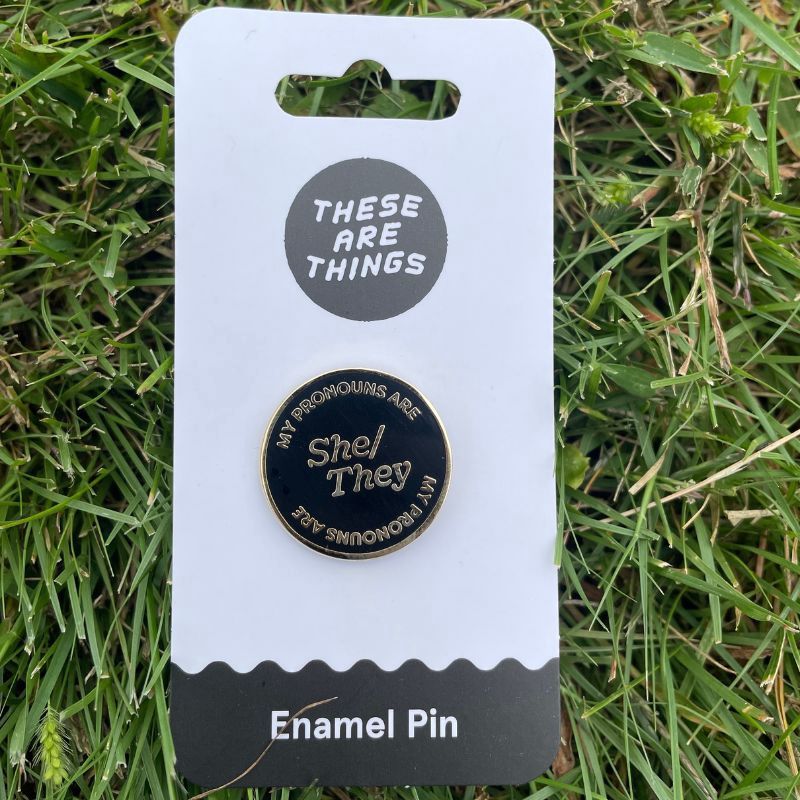 THESE
ARE
THINGS
MY PRONOUNS ARE
She/
They
MY PRONOUNS ARE
Enamel Pin